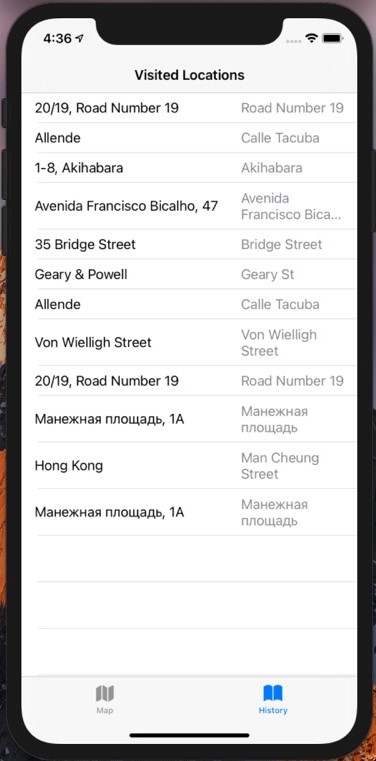 4:36
Visited Locations
20/19, Road Number 19 Road Number 19
Allende Calle Tacuba
1-8, Akihabara Akihabara
Avenida Francisco Bicalho, 47 Avenida
Francisco Bica...
35 Bridge Street Bridge Street
Geary & Powell Geary St
Allende Calle Tacuba
Von Wielligh Street Von Wielligh
Street
20/19, Road Number 19 Road Number 19
Манежная площадь, 1А Манежная
площадь
Hong Kong Man Cheung
Street
Манежная площадь, 1А Манежная
площадь
Map History